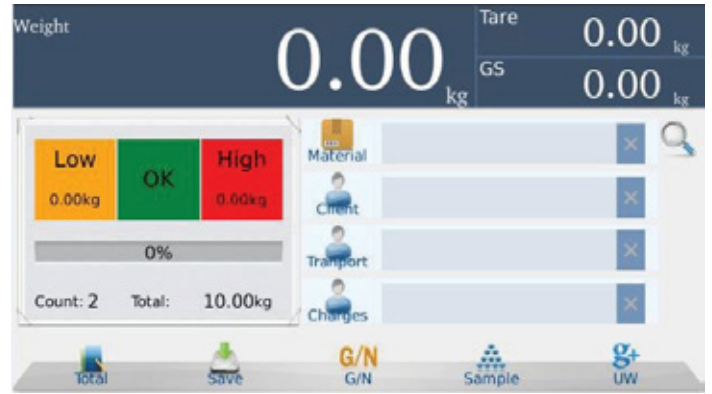 Weight
0.00 kg
Tare
0.00 kg
GS
0.00 kg
Low
0.00kg
OK
High
0.00kg
0%
Count: 2 Total: 10.00kg
Material
×
Client
×
Tranport
×
Charges
×
Total
Save
G/N
G/N
Sample
g+
UW